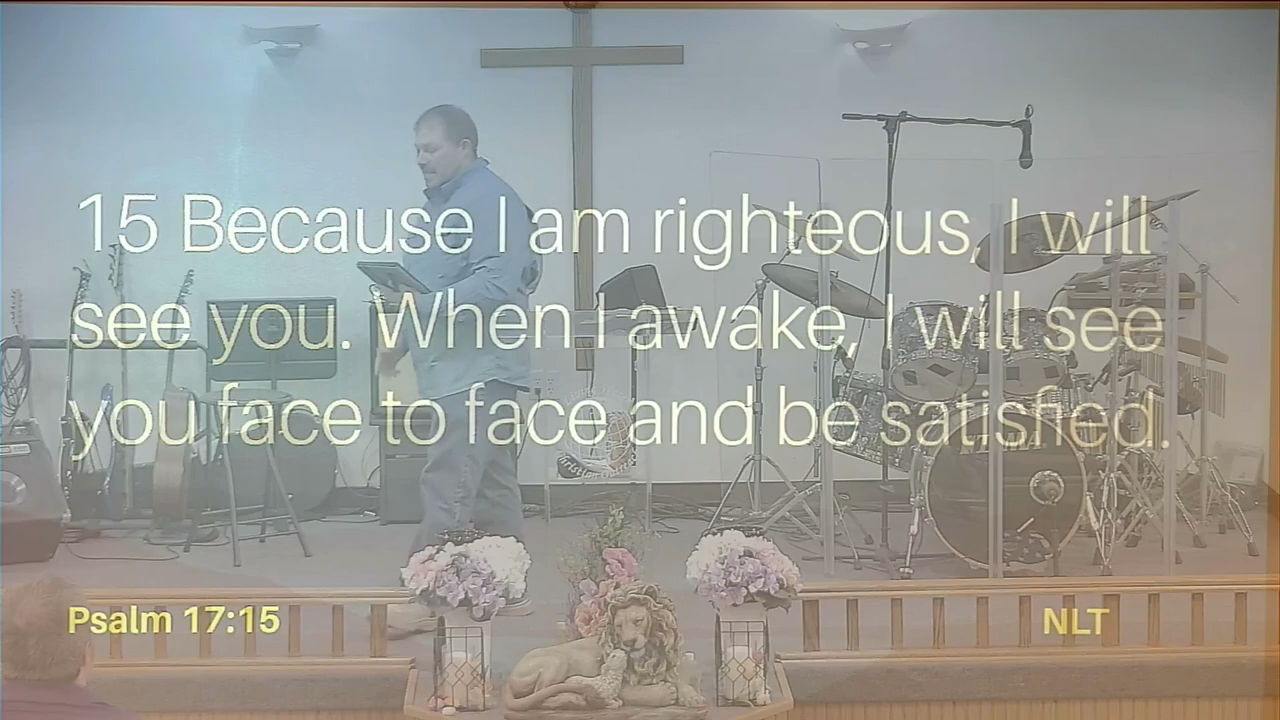 15 Because I am righteous, I will
see you. When I awake, I will see
you face to face and be satisfied.
Psalm 17:15
NLT